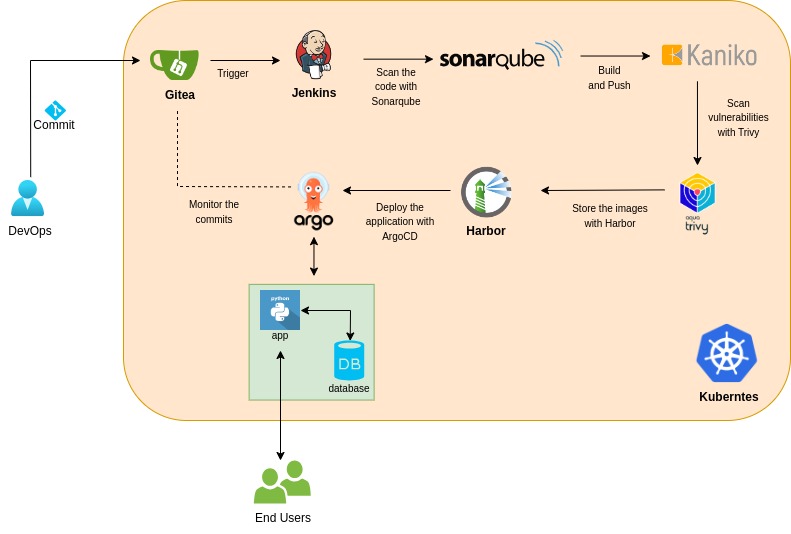 Gitea
Trigger
Jenkins
Scan the
code with
Sonarqube
sonarqube
Build
and Push
Kaniko
Scan
vulnerabilities
with Trivy
Commit
DevOps
Monitor the
commits
argo
Deploy the
application with
ArgoCD
Harbor
Store the images
with Harbor
aqua
trivy
python
app
DB
database
Kuberntes
End Users